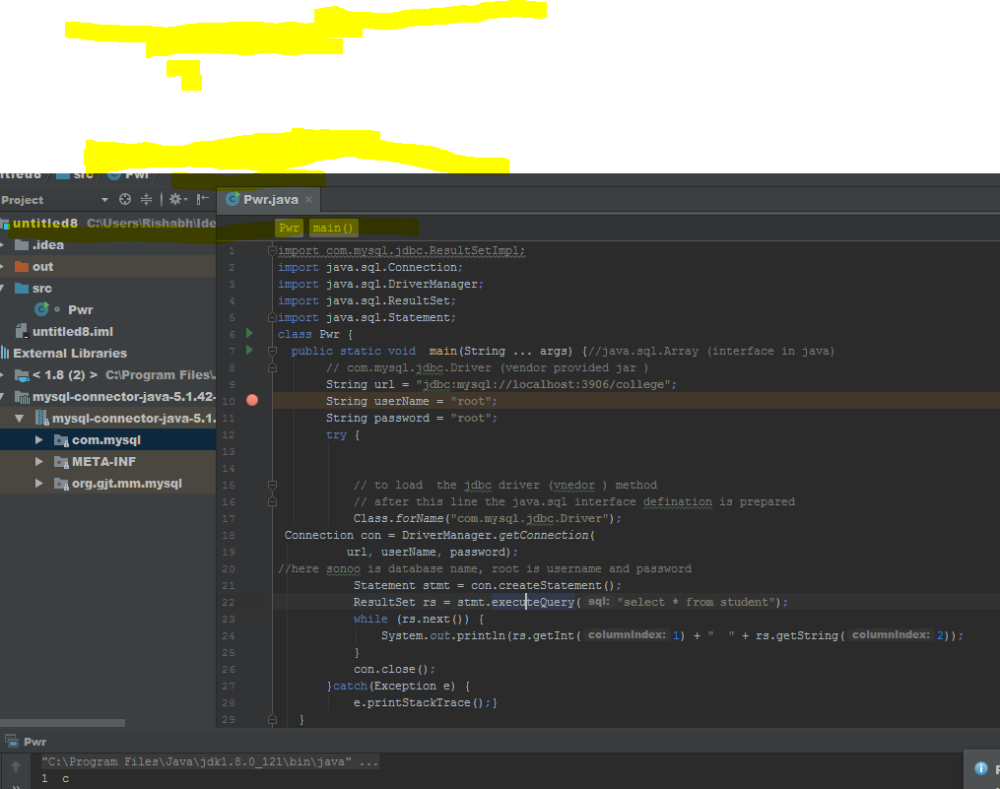 src Pwr
Project
Pwr.java
untitled8 C:\Users\Rishabh\Ide
Pwr main()
.idea
out
src
Pwr
untitled8.iml
External Libraries
< 1.8 (2) > C:\Program Files\.
mysql-connector-java-5.1.42-
mysql-connector-java-5.1.
com.mysql
META-INF
org.gjt.mm.mysql
1 import com.mysql.jdbc.ResultSetImpl;
2 import java.sql.Connection;
3 import java.sql.DriverManager;
4 import java.sql.ResultSet;
5 import java.sql.Statement;
6 class Pwr {
7 public static void main(String ... args) {//java.sql.Array (interface in java)
8 // com.mysql.jdbc.Driver (vendor provided jar )
9 String url = "jdbc:mysql://localhost:3906/college";
10 String userName = "root";
11 String password = "root";
12 try {
13
14
15 // to load the jdbc driver (vnedor ) method
16 // after this line the java.sql interface defination is prepared
17 Class.forName("com.mysql.jdbc.Driver");
18 Connection con = DriverManager.getConnection(
19 url, userName, password);
20 //here sonoo is database name, root is username and password
21 Statement stmt = con.createStatement();
22 ResultSet rs = stmt.executeQuery( sql: "select * from student");
23 while (rs.next()) {
24 System.out.println(rs.getInt( columnIndex: 1) + "  " + rs.getString( columnIndex: 2));
25 }
26 con.close();
27 }catch(Exception e) {
28 e.printStackTrace();}
29 }
Pwr
"C:\Program Files\Java\jdk1.8.0_121\bin\java" ...
1 c